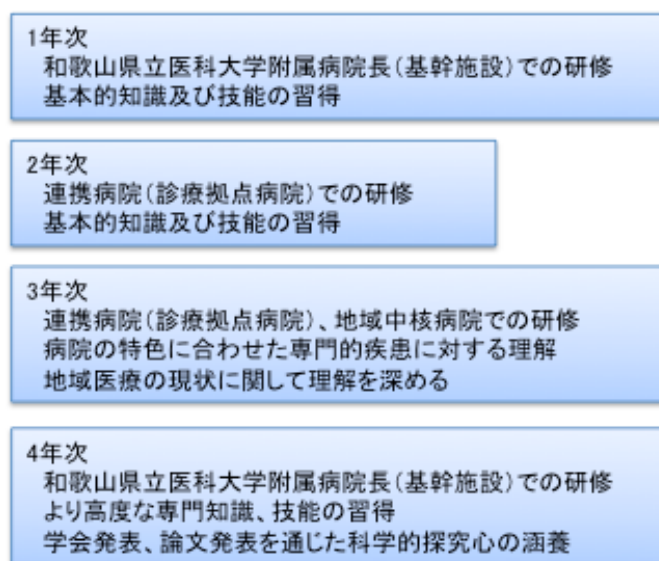 1年次
和歌山県立医科大学附属病院長(基幹施設)での研修
基本的知識及び技能の習得
2年次
連携病院(診療拠点病院)での研修
基本的知識及び技能の習得
3年次
連携病院(診療拠点病院)、地域中核病院での研修
病院の特色に合わせた専門的疾患に対する理解
地域医療の現状に関して理解を深める
4年次
和歌山県立医科大学附属病院長(基幹施設)での研修
より高度な専門知識、技能の習得
学会発表、論文発表を通じた科学的探究心の涵養